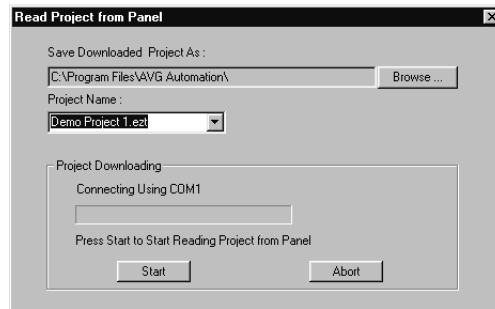 Read Project from Panel
Save Downloaded Project As :
C:\Program Files\AVG Automation\
Browse ...
Project Name :
Demo Project 1.ezt
Project Downloading
Connecting Using COM1
Press Start to Start Reading Project from Panel
Start Abort